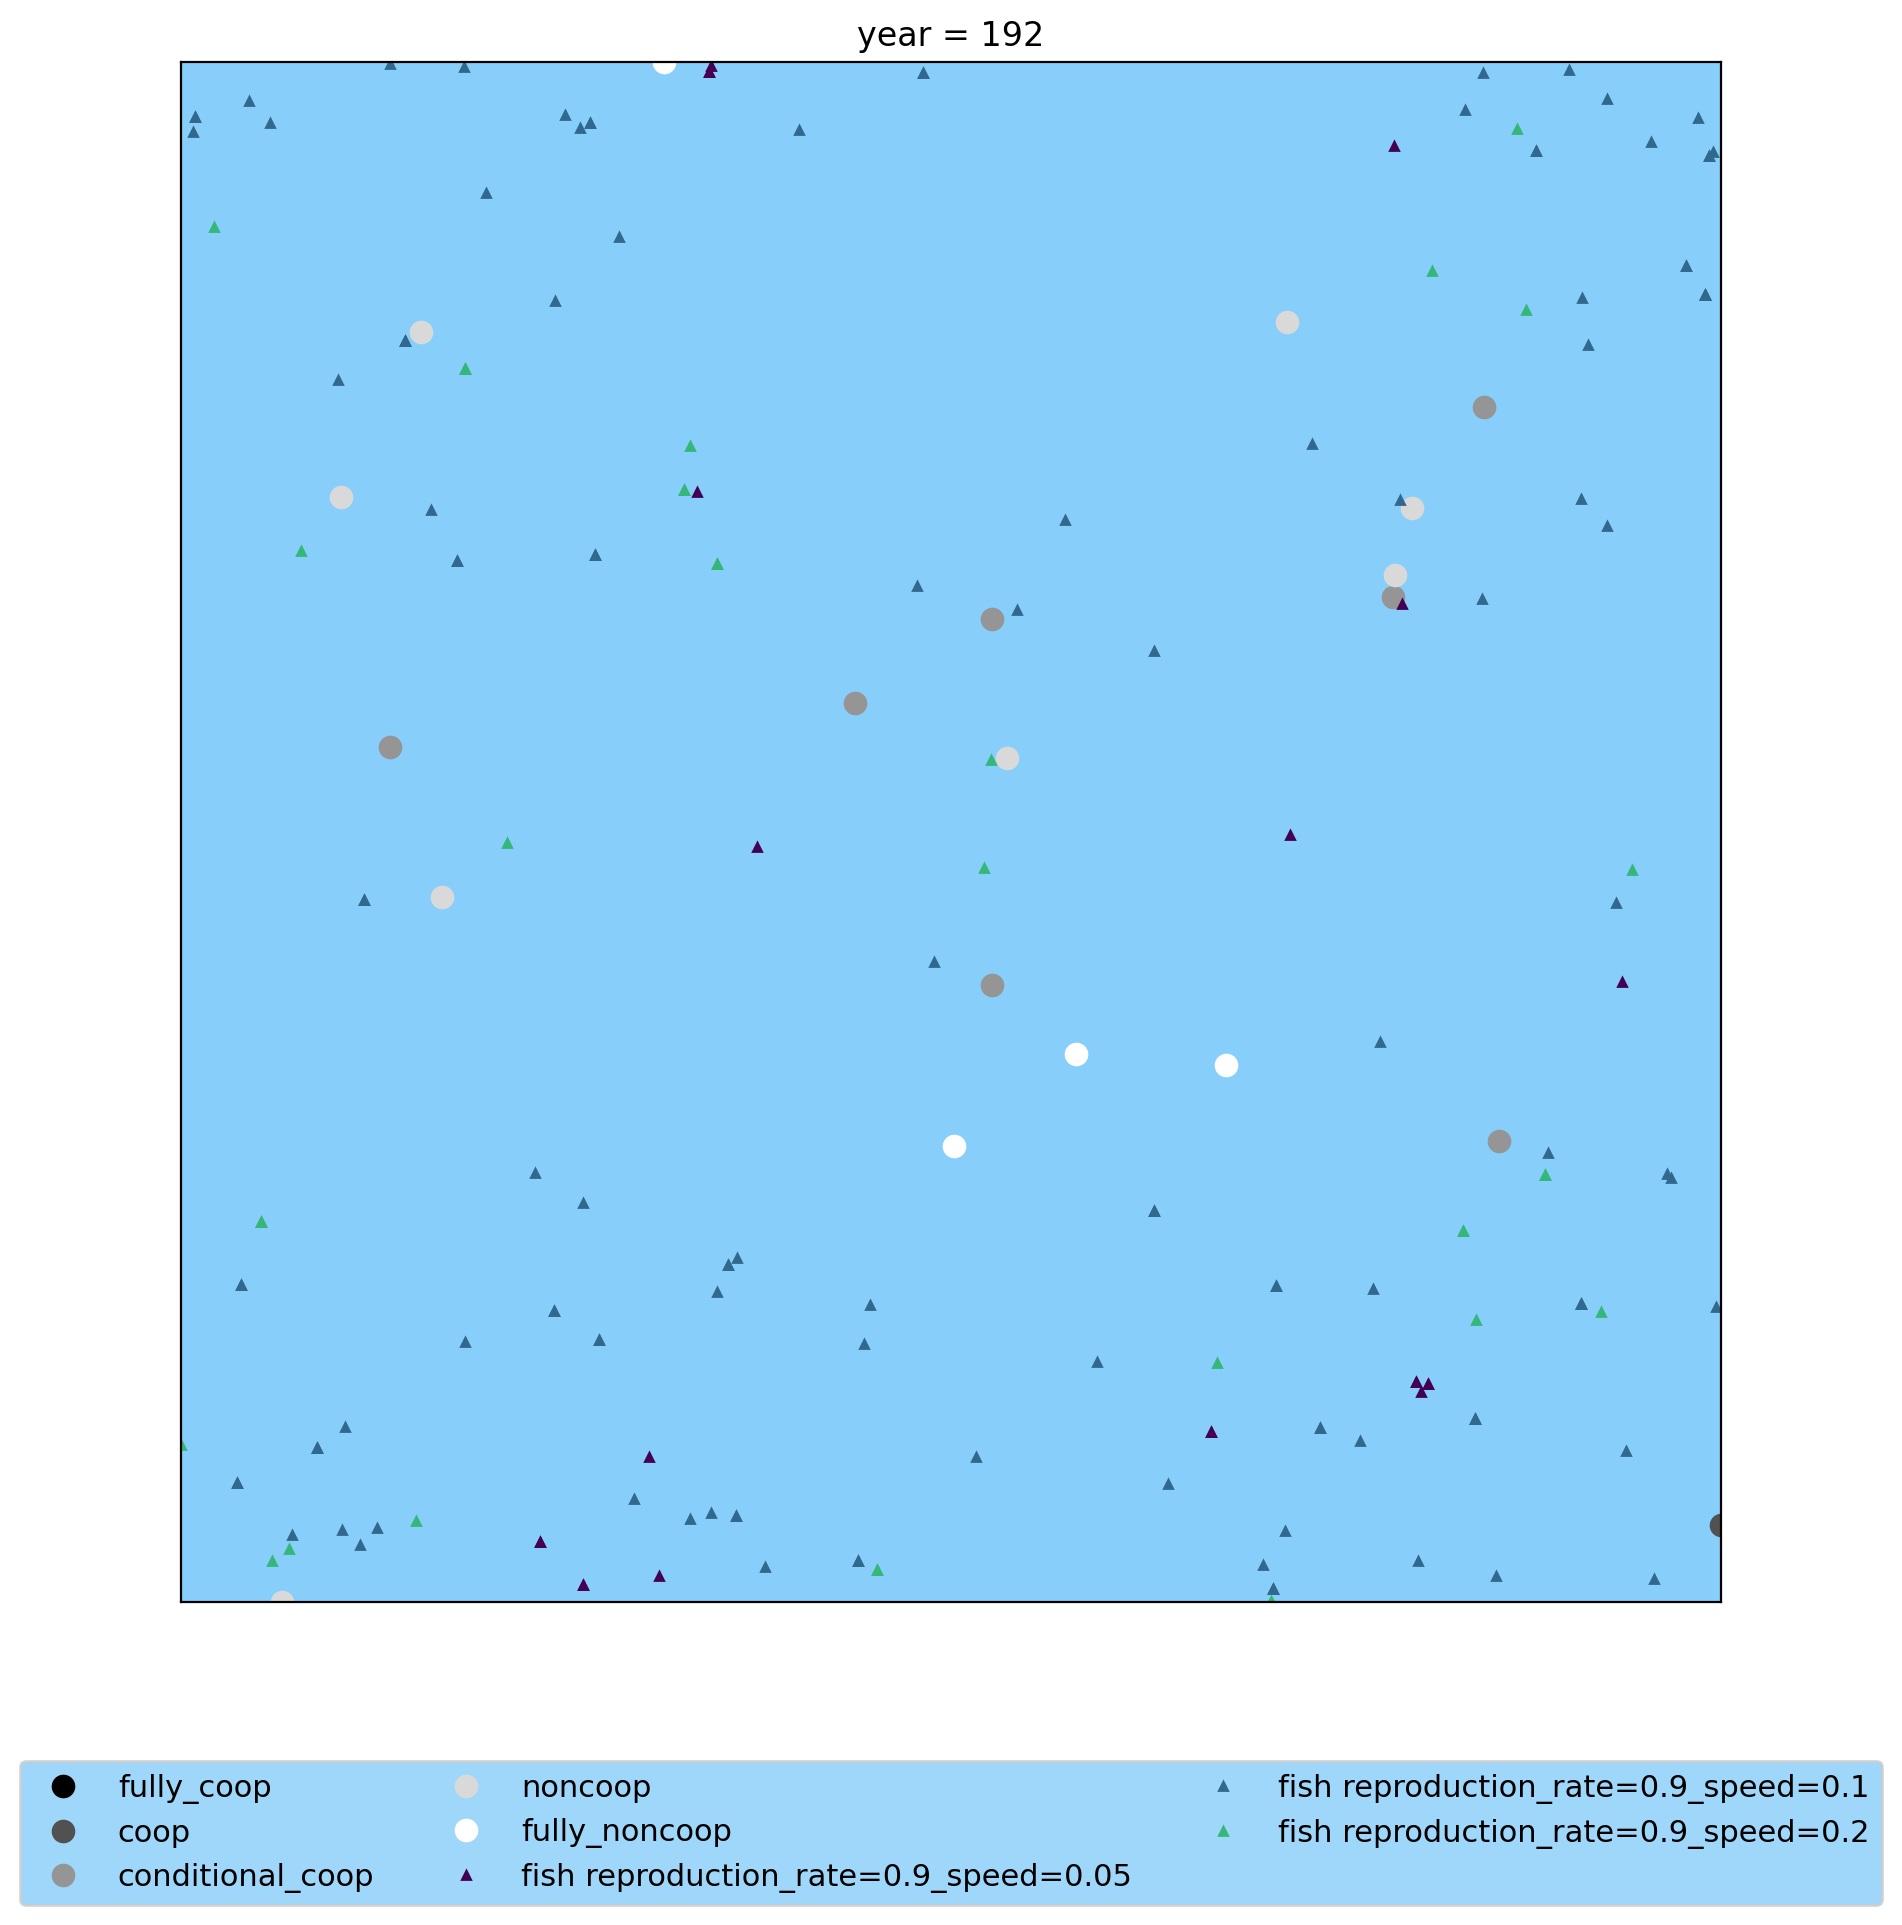 year = 192
fully_coop
coop
conditional_coop
noncoop
fully_noncoop
fish reproduction_rate=0.9_speed=0.05
fish reproduction_rate=0.9_speed=0.1
fish reproduction_rate=0.9_speed=0.2